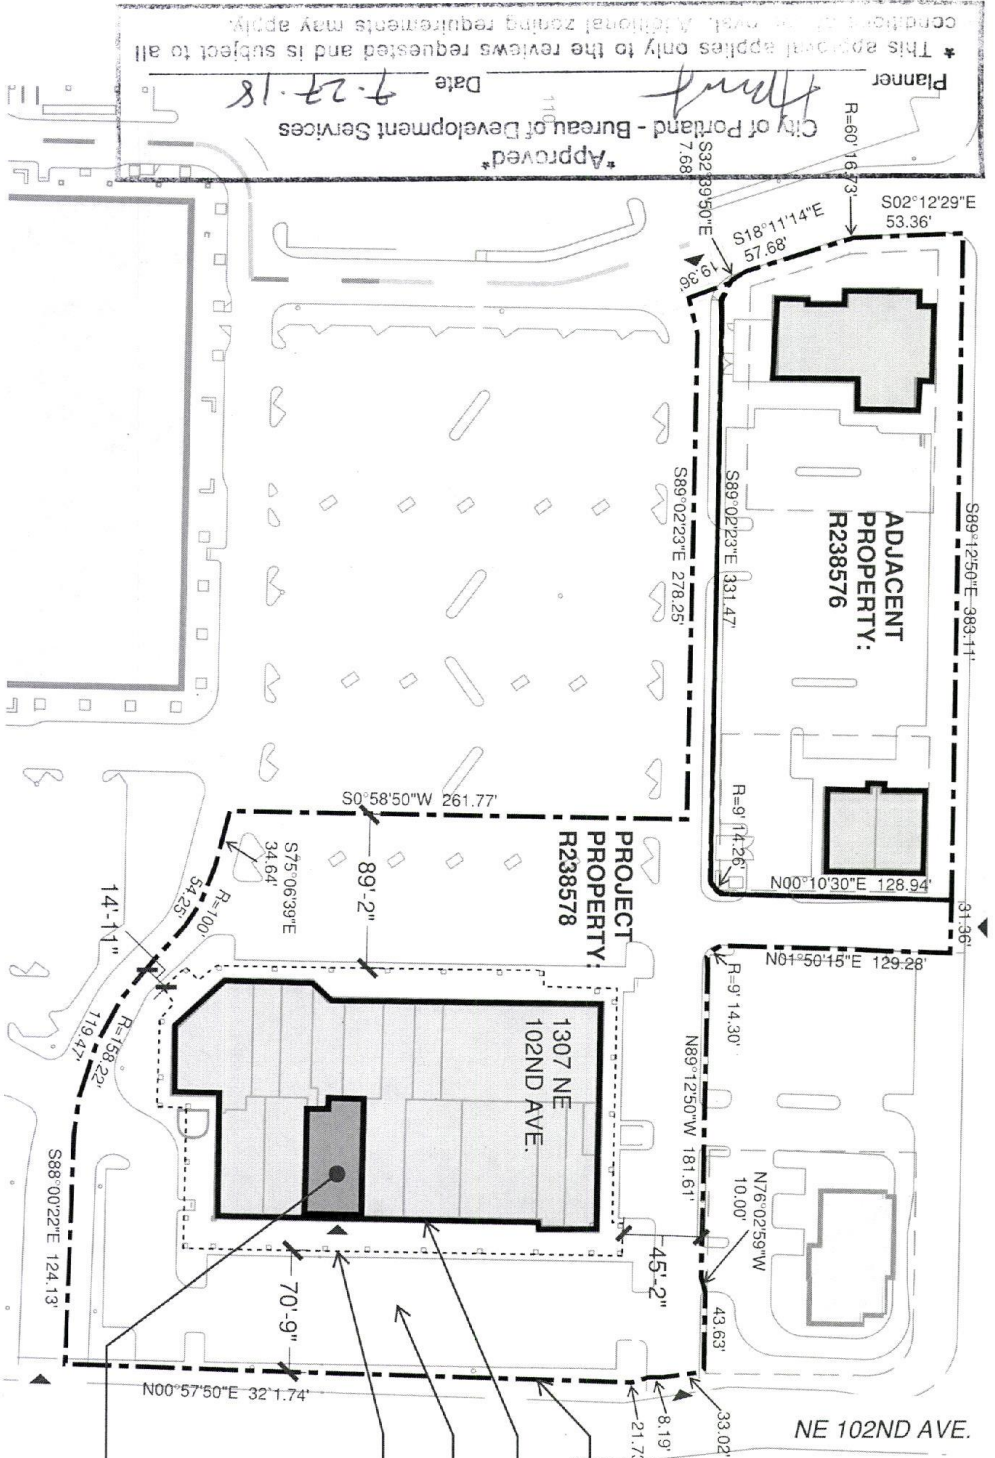 *Approved*
City of Portland - Bureau of Development Services
Planner
Date 7-27-18
* This approval applies only to the reviews requested and is subject to all
conditions of
Additional zoning requirements may apply.
110
R=60' 16.73'
S02°12'29"E
53.36'
S18°11'14"E
57.68'
S32°39'50"E
7.68'
19.36'
S89°12'50"E 383.11'
ADJACENT
PROPERTY:
R238576
S89°02'23"E 331.47'
S89°02'23"E 278.25'
R=9' 14.26'
N00°10'30"E 128.94'
31.36'
N01°50'15"E 129.28'
R=9' 14.30'
S0°58'50"W 261.77'
PROJECT
PROPERTY:
R238578
89'-2"
S75°06'39"E
34.64'
R=100'
54.25'
14'-11"
R=158.22'
119.47'
S88°00'22"E 124.13'
1307 NE
102ND AVE.
N89°12'50"W 181.61'
N76°02'59"W
10.00'
45'-2"
43.63'
70'-9"
N00°57'50"E 321.74'
33.02'
8.19'
21.73
NE 102ND AVE.